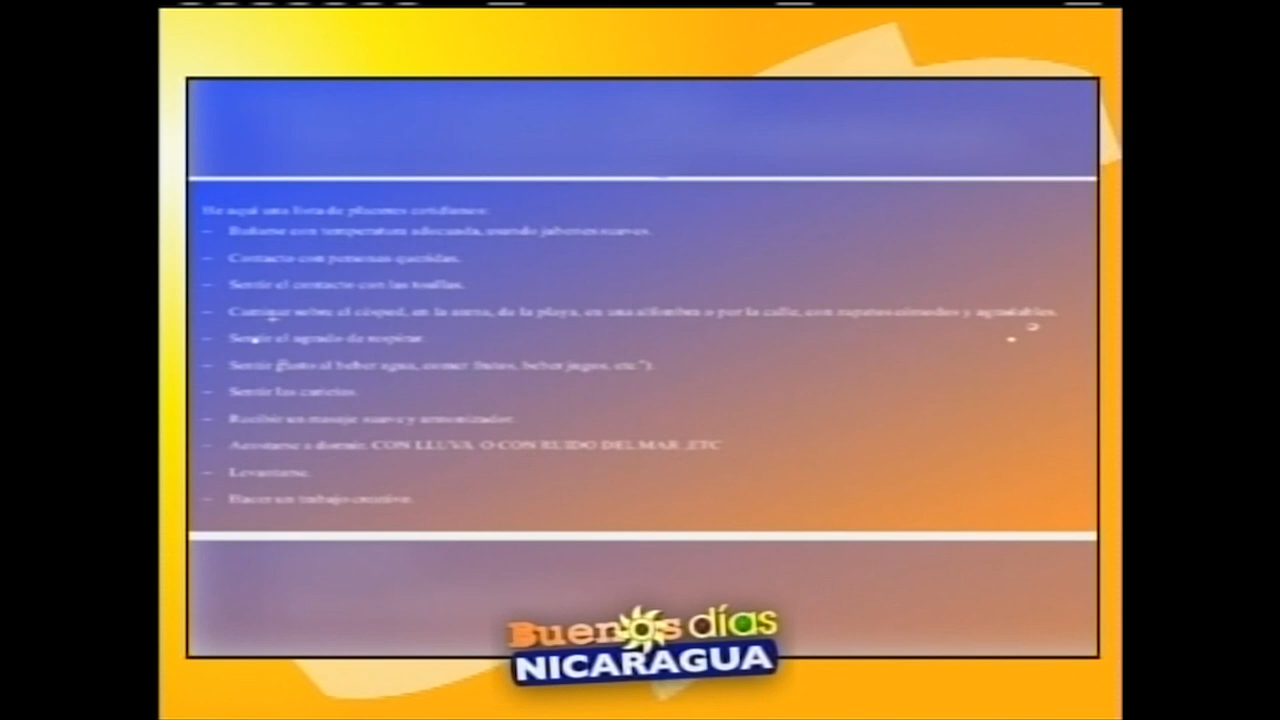 He aquí una lista de placeres cotidianos:
- Bañarse con temperatura adecuada, usando jabones suaves.
- Contacto con personas queridas.
- Sentir el contacto con las toallas.
- Caminar sobre el césped, en la arena, de la playa, en una alfombra o por la calle, con zapatos cómodos y agradables.
- Sentir el agrado de respirar
- Sentir gusto al beber agua, comer frutas, beber jugos, etc.")
- Sentir las caricias.
- Recibir un masaje suave y armonizador.
- Acostarse a dormir. CON LLUVIA O CON RUIDO DEL MAR ,ETC
- Levantarse.
- Hacer un trabajo creativo.
Buenos días
NICARAGUA